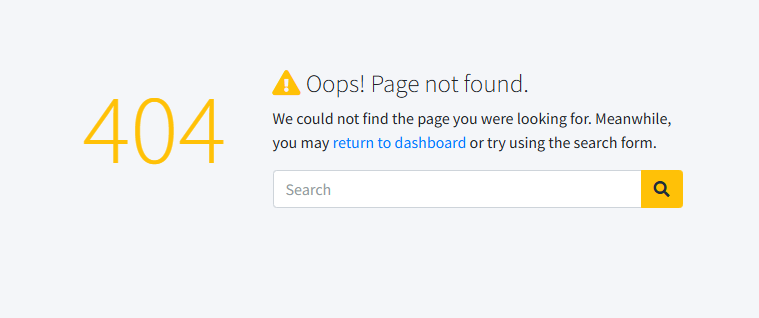 404
Oops! Page not found.
We could not find the page you were looking for. Meanwhile,
you may return to dashboard or try using the search form.
Search